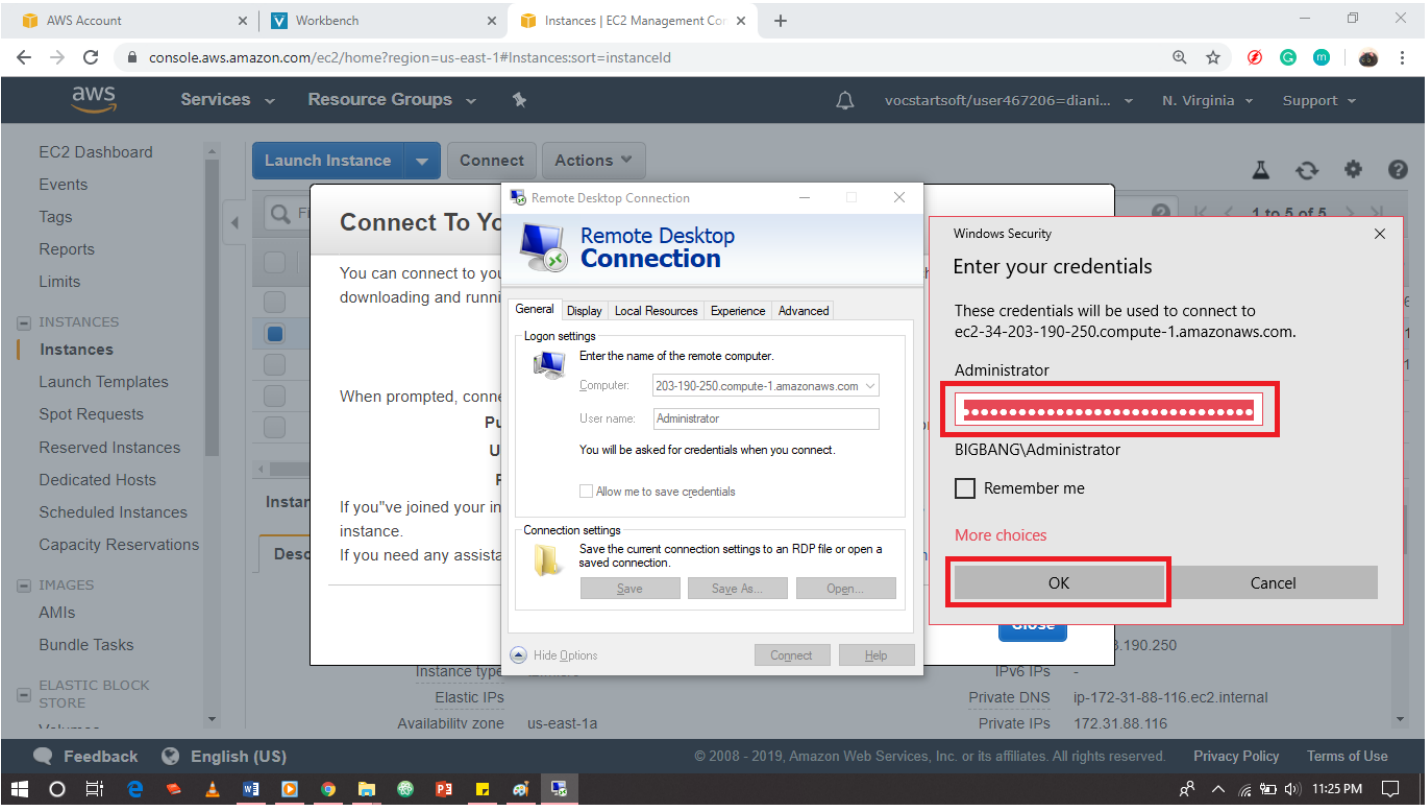 AWS Account
Workbench
Instances | EC2 Management Con
console.aws.amazon.com/ec2/home?region=us-east-1#Instances:sort=instanceId
aws
Services
Resource Groups
vocstartsoft/user467206=diani...
N. Virginia
Support
EC2 Dashboard
Events
Tags
Reports
Limits
INSTANCES
Instances
Launch Templates
Spot Requests
Reserved Instances
Dedicated Hosts
Scheduled Instances
Capacity Reservations
IMAGES
AMIs
Bundle Tasks
ELASTIC BLOCK
STORE
Launch Instance
Connect
Actions
1 to 5 of 5
Connect To Yo
You can connect to you
downloading and runni
When prompted, conne
Pu
U
If you"ve joined your in
instance.
If you need any assista
Close
Instan
Desc
Remote Desktop Connection
Remote Desktop
Connection
General
Display
Local Resources
Experience
Advanced
Logon settings
Enter the name of the remote computer.
Computer:
203-190-250.compute-1.amazonaws.com
User name:
Administrator
You will be asked for credentials when you connect.
Allow me to save credentials
Connection settings
Save the current connection settings to an RDP file or open a
saved connection.
Save
Save As...
Open...
Hide Options
Connect
Help
Windows Security
Enter your credentials
These credentials will be used to connect to
ec2-34-203-190-250.compute-1.amazonaws.com.
Administrator
BIGBANG\Administrator
Remember me
More choices
OK
Cancel
3.190.250
Instance type
IPv6 IPs -
Elastic IPs
Private DNS ip-172-31-88-116.ec2.internal
Availability zone us-east-1a
Private IPs 172.31.88.116
Feedback
English (US)
© 2008 - 2019, Amazon Web Services, Inc. or its affiliates. All rights reserved.
Privacy Policy
Terms of Use
11:25 PM